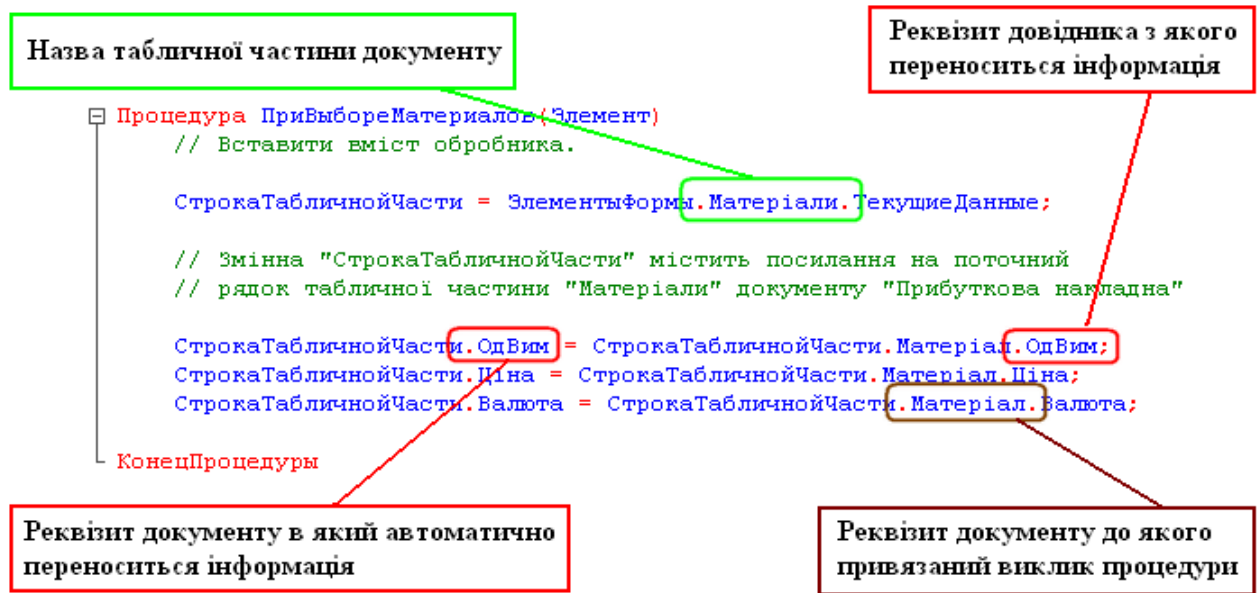 Назва табличної частини документу
Реквізит довідника з якого
переноситься інформація
Процедура ПриВыбореМатериалов(Элемент)
// Вставити вміст обробника.
СтрокаТабличнойЧасти = ЭлементыФормы.Матеріали.ТекущиеДанные;
// Змінна "СтрокаТабличнойЧасти" містить посилання на поточний
// рядок табличної частини "Матеріали" документу "Прибуткова накладна"
СтрокаТабличнойЧасти.ОдВим = СтрокаТабличнойЧасти.Матеріал.ОдВим;
СтрокаТабличнойЧасти.Ціна = СтрокаТабличнойЧасти.Матеріал.Ціна;
СтрокаТабличнойЧасти.Валюта = СтрокаТабличнойЧасти.Матеріал.Валюта;
КонецПроцедуры
Реквізит документу в який автоматично
переноситься інформація
Реквізит документу до якого
привязаний виклик процедури